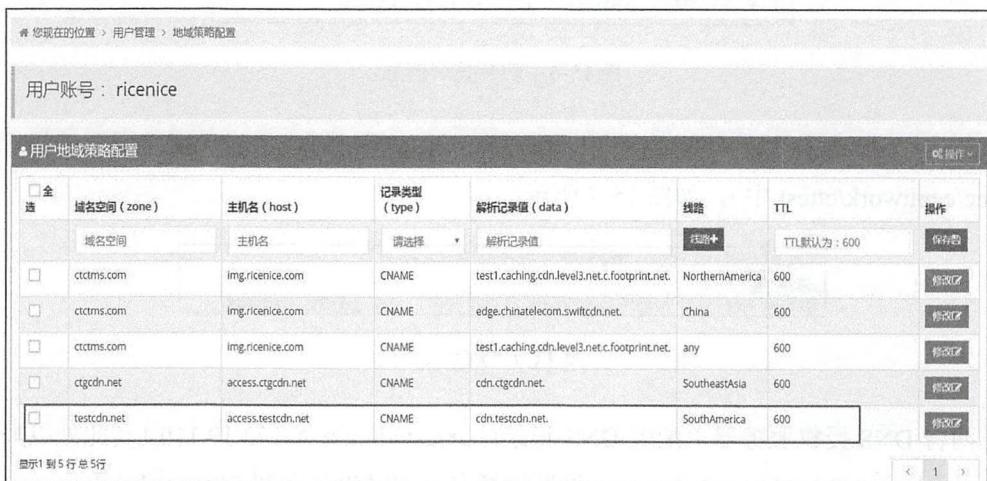 您现在的位置 > 用户管理 > 地域策略配置
用户账号： ricenice
用户地域策略配置 操作
全选 域名空间（zone） 主机名（host） 记录类型（type） 解析记录值（data） 线路 TTL 操作
域名空间 主机名 请选择 解析记录值 线路+ TTL默认为：600 保存
ctctms.com img.ricenice.com CNAME test1.caching.cdn.level3.net.c.footprint.net. NorthernAmerica 600 修改
ctctms.com img.ricenice.com CNAME edge.chinatelecom.swiftcdn.net. China 600 修改
ctctms.com img.ricenice.com CNAME test1.caching.cdn.level3.net.c.footprint.net. any 600 修改
ctgcdn.net access.ctgcdn.net CNAME cdn.ctgcdn.net. SoutheastAsia 600 修改
testcdn.net access.testcdn.net CNAME cdn.testcdn.net. SouthAmerica 600 修改
显示1 到 5 行 总 5行
< 1 >